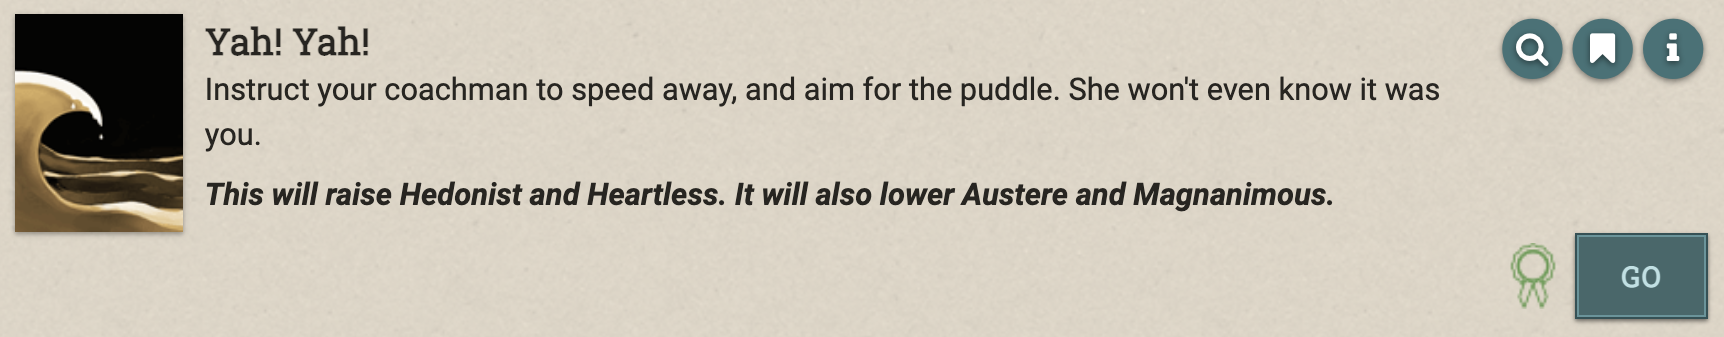 Yah! Yah!
Instruct your coachman to speed away, and aim for the puddle. She won't even know it was
you.
This will raise Hedonist and Heartless. It will also lower Austere and Magnanimous.
GO